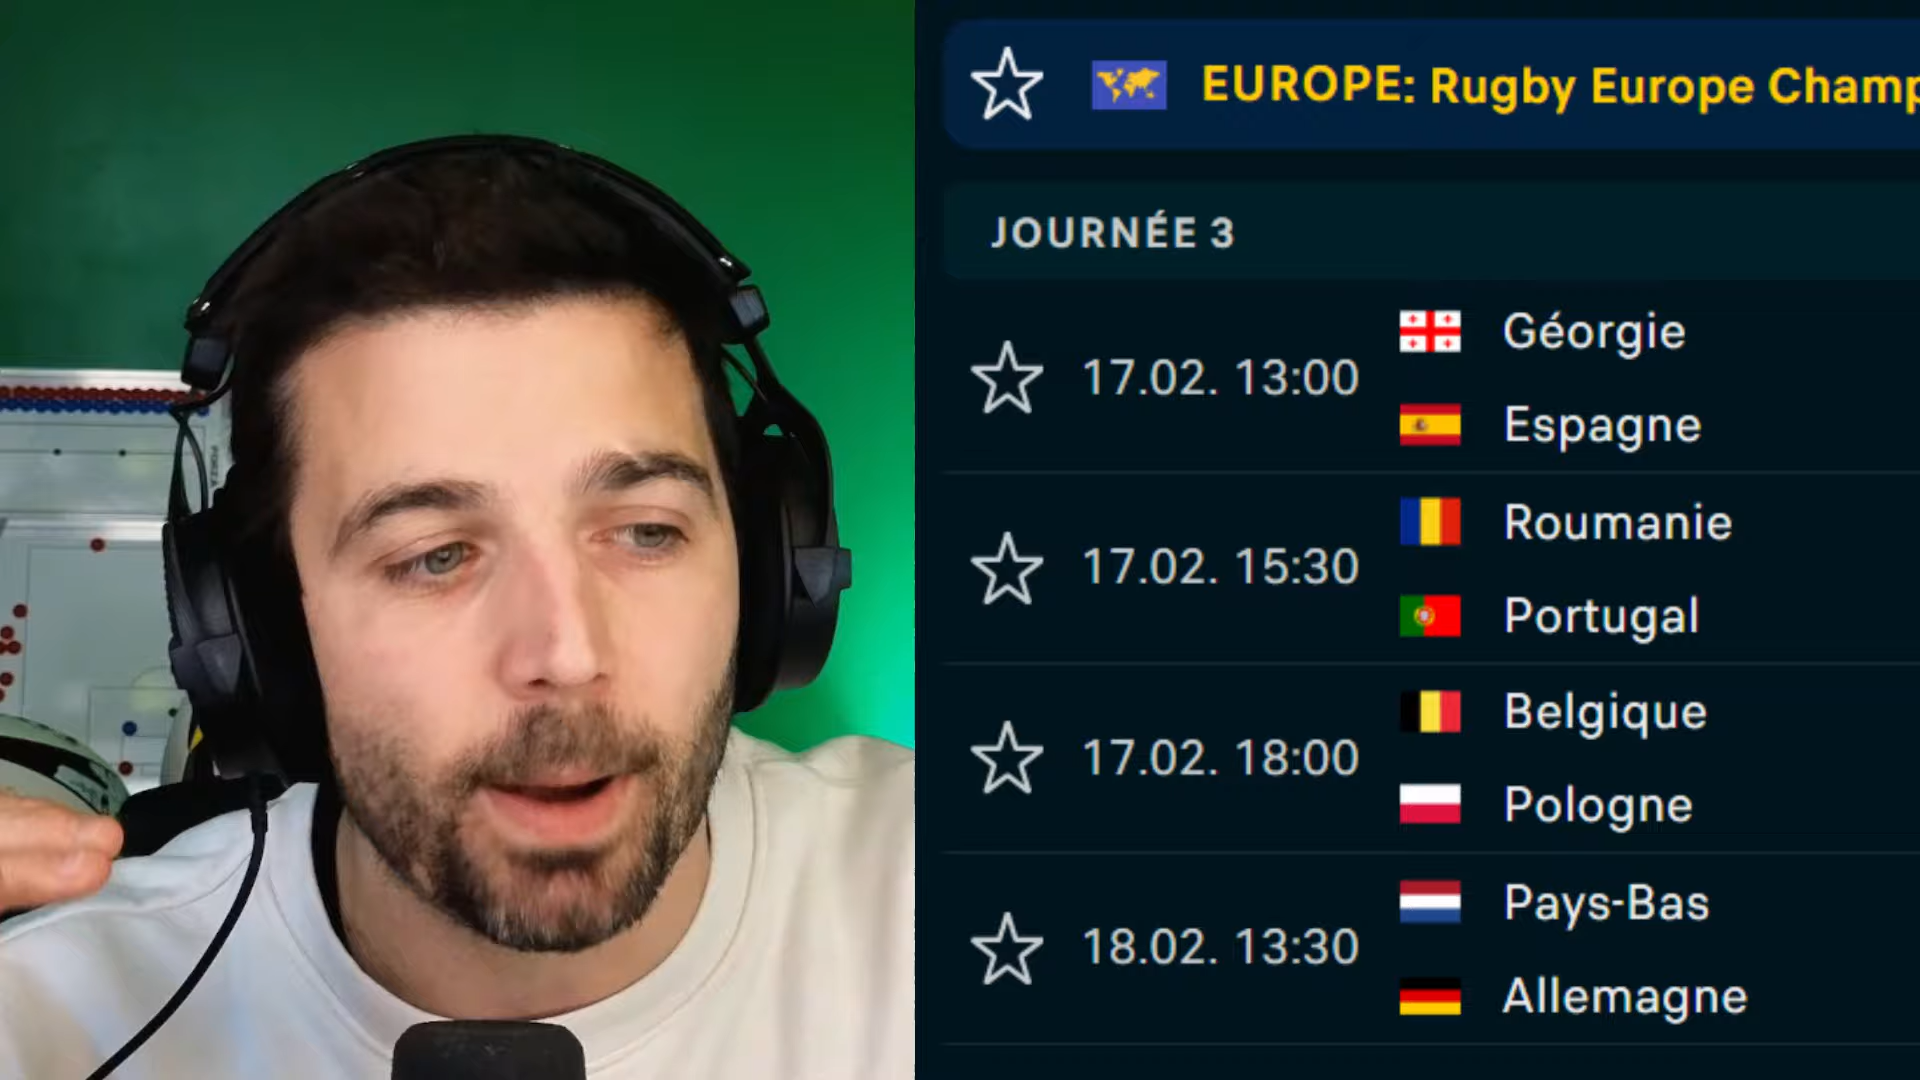 EUROPE: Rugby Europe Champ
JOURNÉE 3
17.02. 13:00
Géorgie
Espagne
17.02. 15:30
Roumanie
Portugal
17.02. 18:00
Belgique
Pologne
18.02. 13:30
Pays-Bas
Allemagne